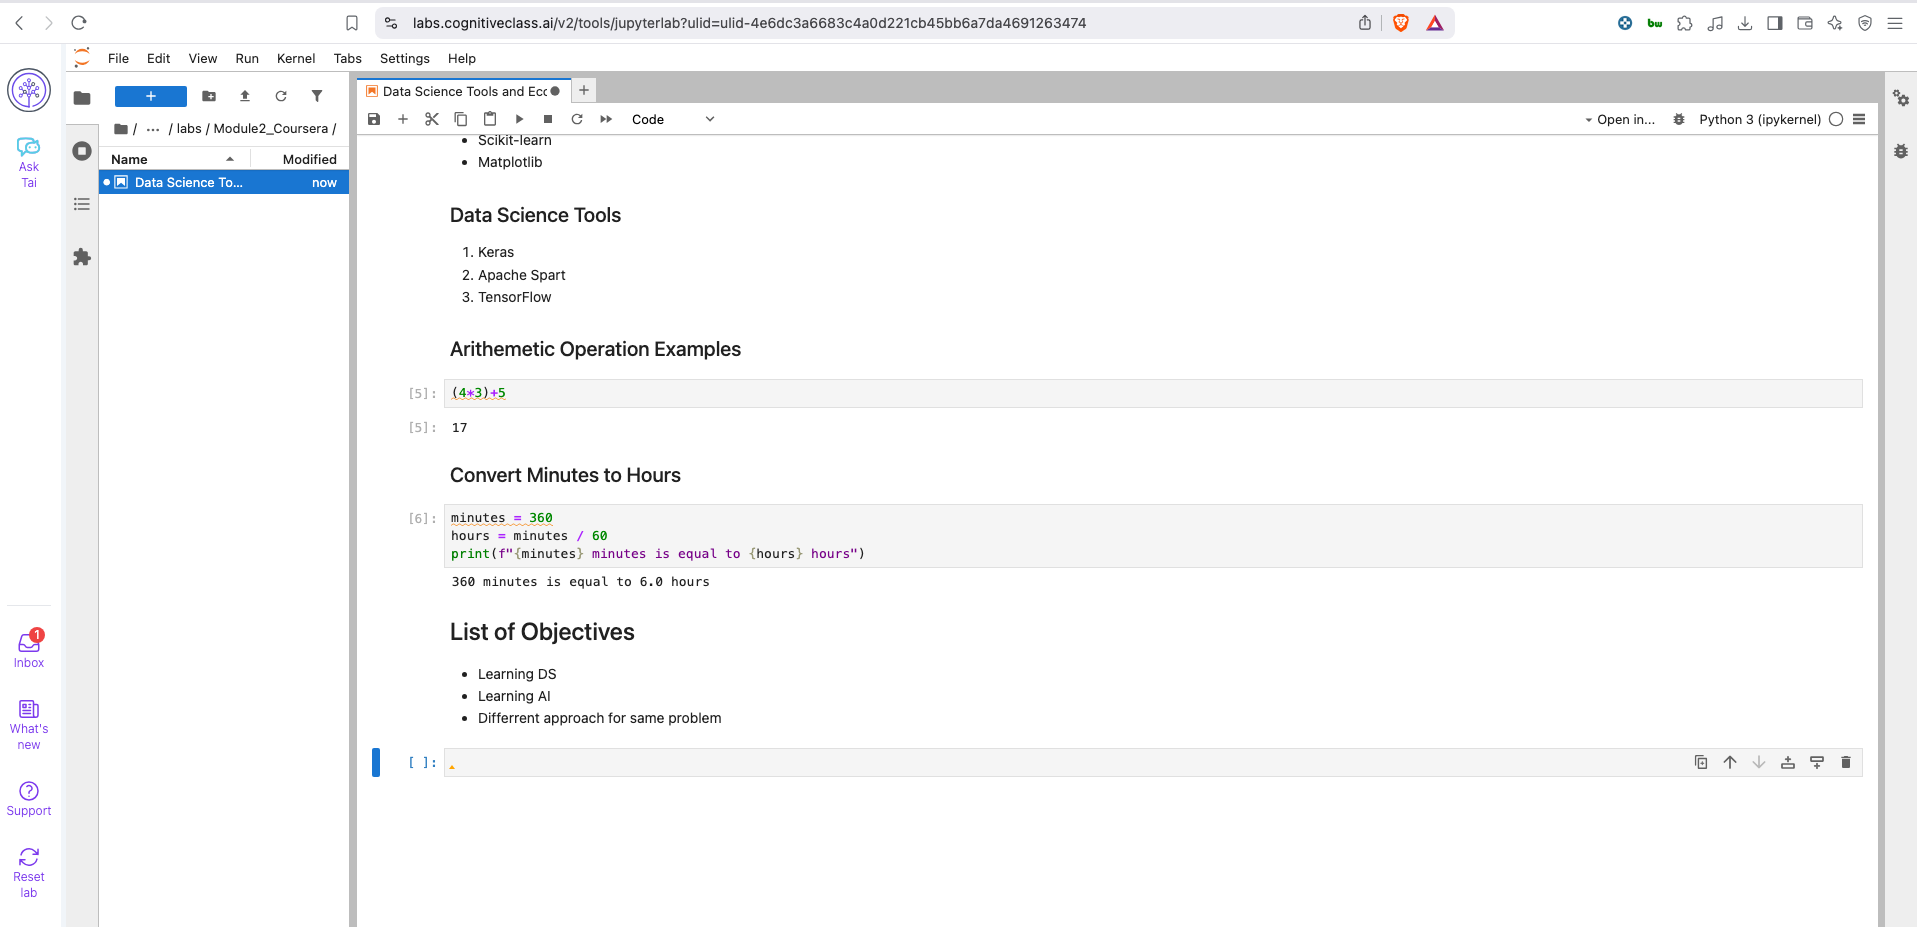 labs.cognitiveclass.ai/v2/tools/jupyterlab?ulid=ulid-4e6dc3a6683c4a0d221cb45bb6a7da4691263474
bw
File Edit View Run Kernel Tabs Settings Help
Ask
Tai
/ ··· / labs / Module2_Coursera /
Name Modified
Data Science To... now
Data Science Tools and Ecc
Code
Open in...
Python 3 (ipykernel)
• Scikit-learn
• Matplotlib
Data Science Tools
1. Keras
2. Apache Spart
3. TensorFlow
Arithemetic Operation Examples
[5]: (4*3)+5
[5]: 17
Convert Minutes to Hours
[6]: minutes = 360
hours = minutes / 60
print(f"{minutes} minutes is equal to {hours} hours")
360 minutes is equal to 6.0 hours
List of Objectives
• Learning DS
• Learning AI
• Differrent approach for same problem
[ ]:
1
Inbox
What's
new
Support
Reset
lab